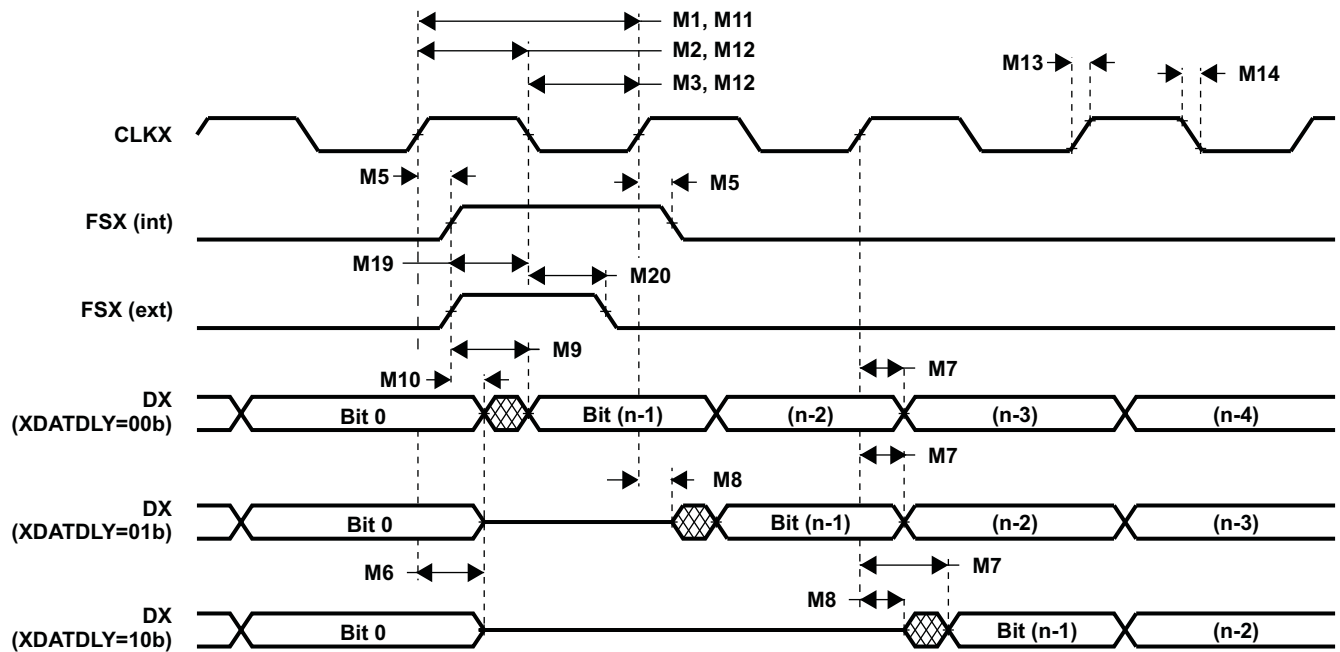 M1, M11
M2, M12
M3, M12
M13
M14
CLKX
M5
M5
FSX (int)
M19
M20
FSX (ext)
M9
M10
M7
DX
(XDATDLY=00b)
Bit 0
Bit (n-1)
(n-2)
(n-3)
(n-4)
M7
M8
DX
(XDATDLY=01b)
Bit 0
Bit (n-1)
(n-2)
(n-3)
M6
M7
M8
DX
(XDATDLY=10b)
Bit 0
Bit (n-1)
(n-2)